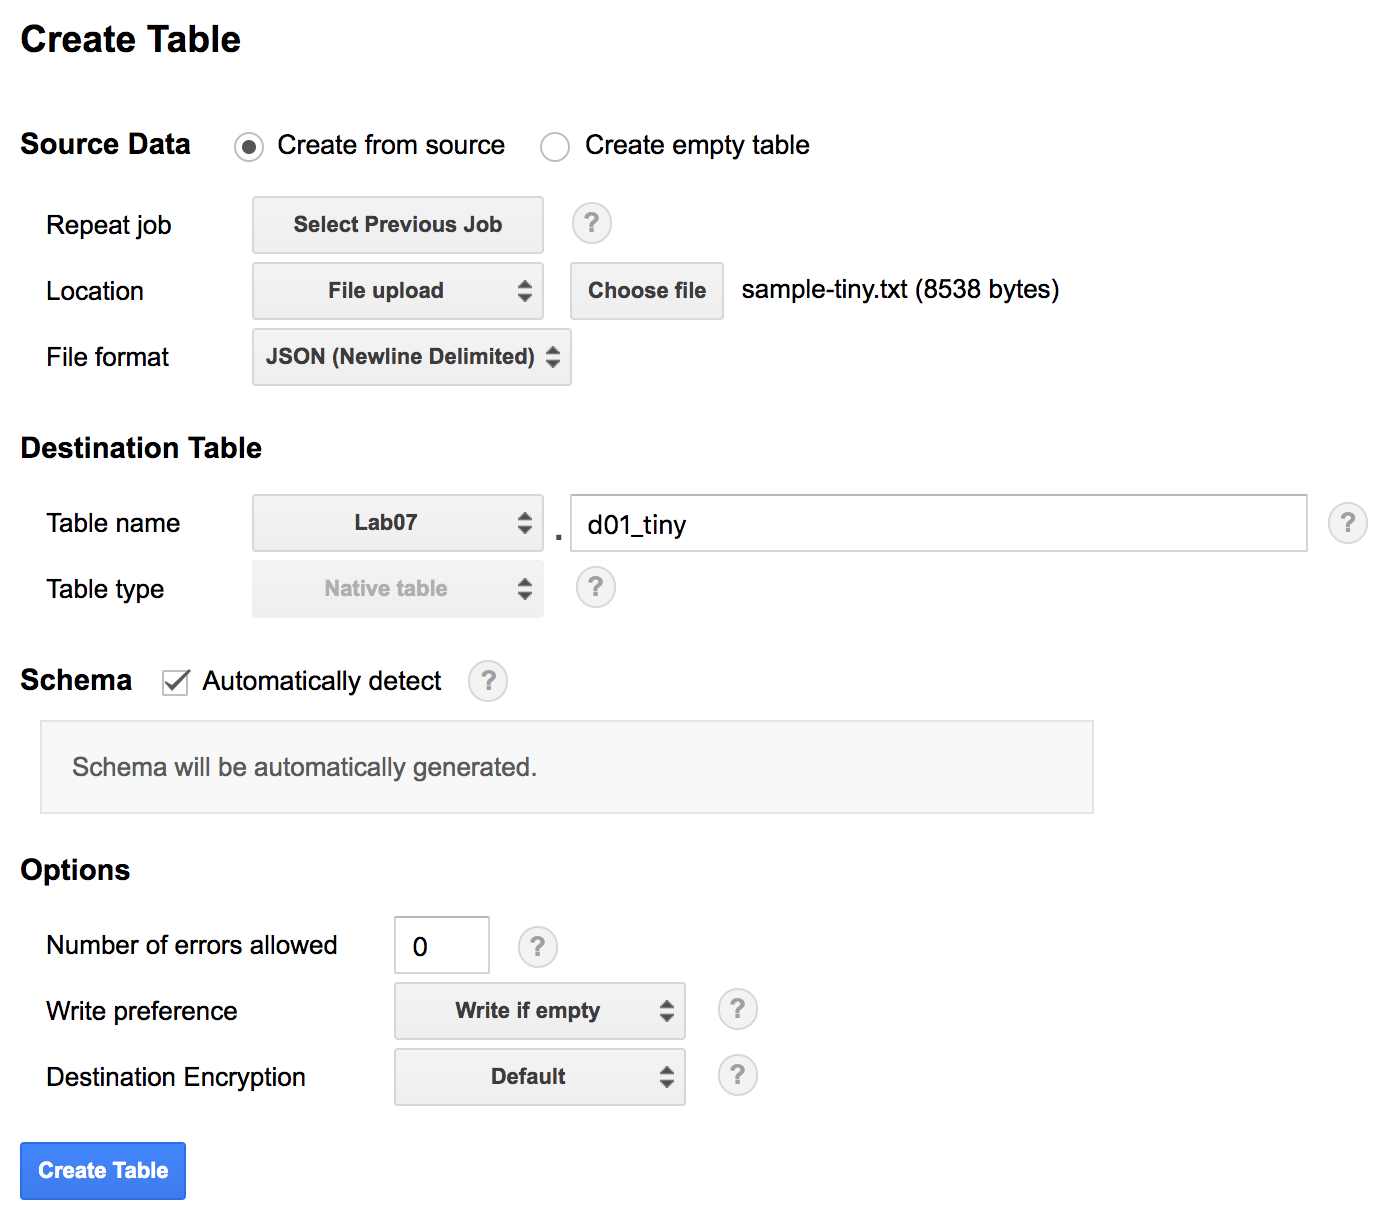 Create Table
Source Data Create from source Create empty table
Repeat job Select Previous Job ?
Location File upload Choose file sample-tiny.txt (8538 bytes)
File format JSON (Newline Delimited)
Destination Table
Table name Lab07 . d01_tiny ?
Table type Native table ?
Schema Automatically detect ?
Schema will be automatically generated.
Options
Number of errors allowed 0 ?
Write preference Write if empty ?
Destination Encryption Default ?
Create Table